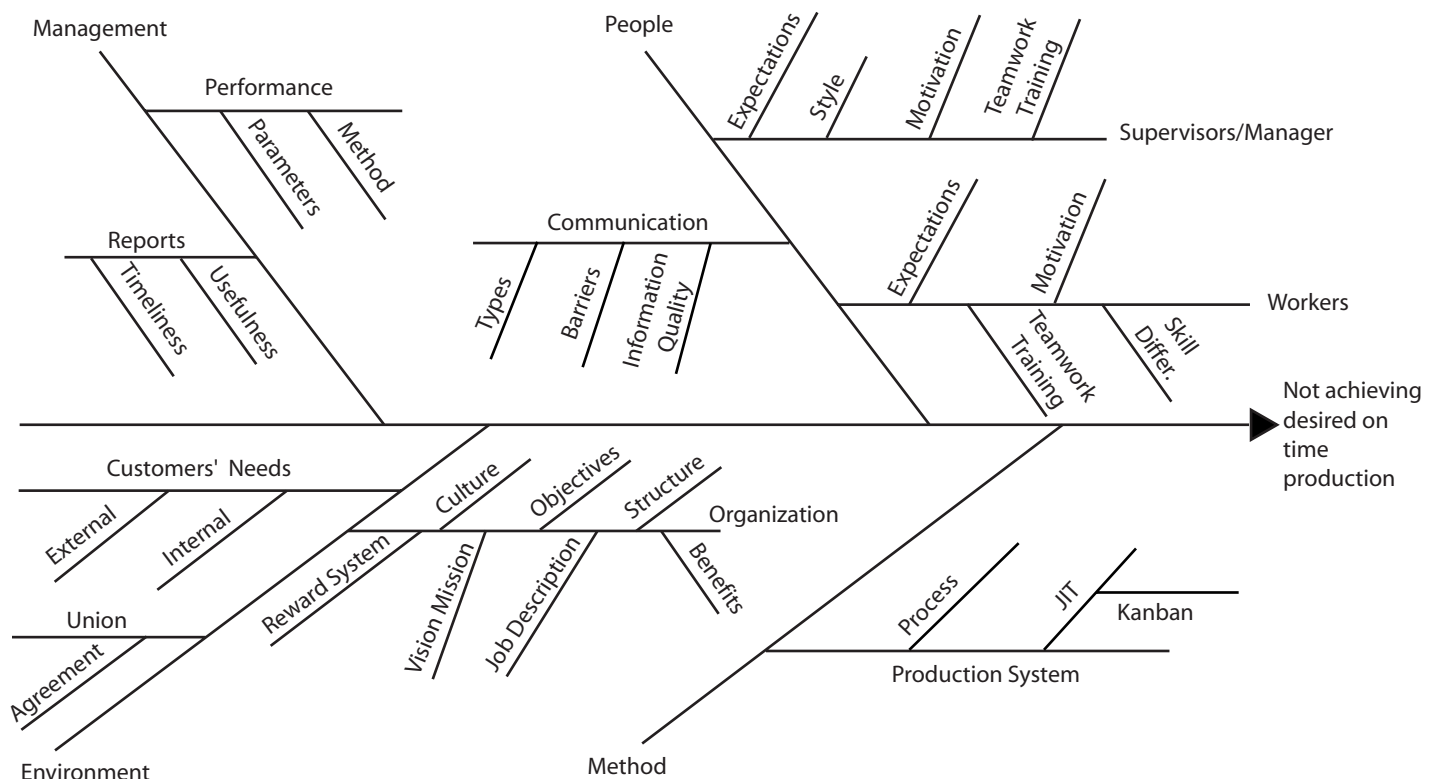 Management
Performance
Parameters
Method
Reports
Timeliness
Usefulness
People
Expectations
Style
Motivation
Teamwork
Training
Supervisors/Manager
Communication
Types
Barriers
Information
Quality
Expectations
Motivation
Workers
Teamwork
Training
Skill
Differ.
Not achieving
desired on
time
production
Customers' Needs
External
Internal
Culture
Objectives
Structure
Organization
Reward System
Vision Mission
Job Description
Benefits
Union
Agreement
Environment
Process
JIT
Kanban
Production System
Method